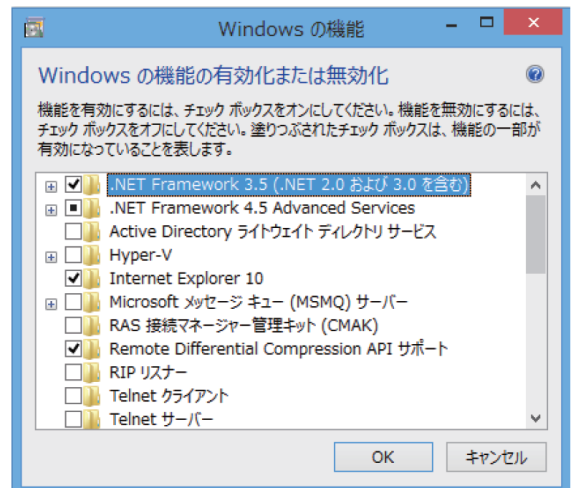 Windows の機能
Windows の機能の有効化または無効化
機能を有効にするには、チェック ボックスをオンにしてください。機能を無効にするには、
チェック ボックスをオフにしてください。塗りつぶされたチェック ボックスは、機能の一部が
有効になっていることを表します。
.NET Framework 3.5 (.NET 2.0 および 3.0 を含む)
.NET Framework 4.5 Advanced Services
Active Directory ライトウェイト ディレクトリ サービス
Hyper-V
Internet Explorer 10
Microsoft メッセージ キュー (MSMQ) サーバー
RAS 接続マネージャー管理キット (CMAK)
Remote Differential Compression API サポート
RIP リスナー
Telnet クライアント
Telnet サーバー
OK
キャンセル